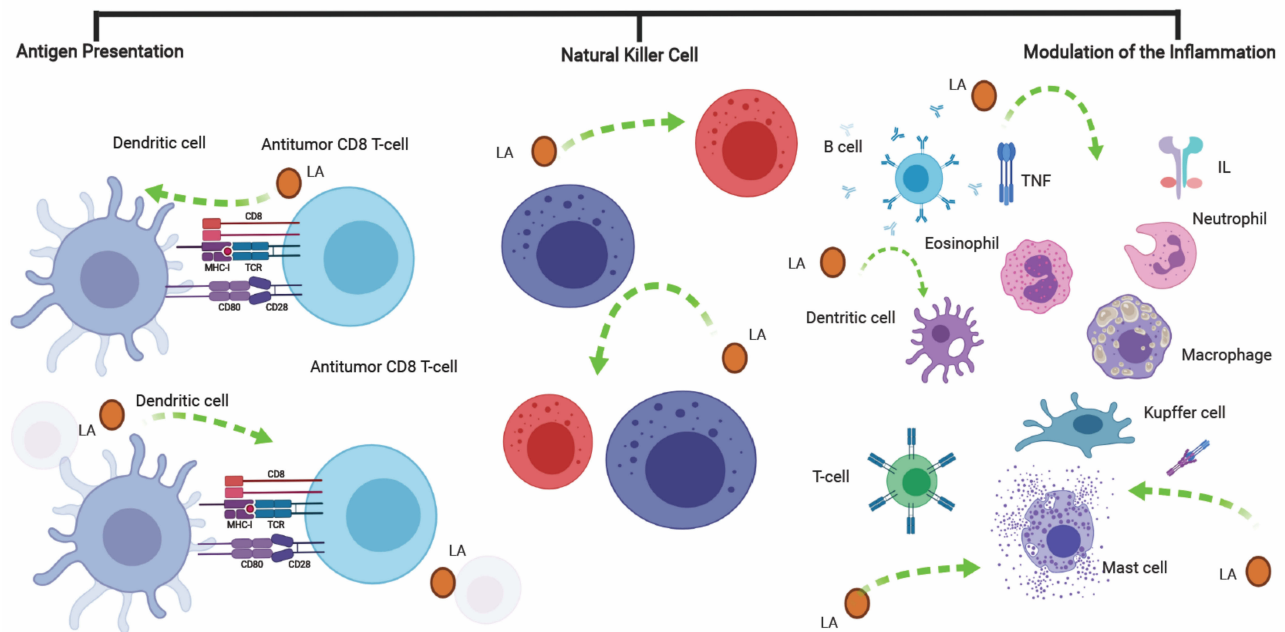 Antigen Presentation
Natural Killer Cell
Modulation of the Inflammation
Dendritic cell
Antitumor CD8 T-cell
LA
CD8
MHC-I
TCR
CD80
CD28
Antitumor CD8 T-cell
Dendritic cell
LA
CD8
MHC-I
TCR
CD80
CD28
LA
LA
LA
LA
B cell
TNF
IL
Neutrophil
LA
Eosinophil
Dentritic cell
Macrophage
Kupffer cell
T-cell
Mast cell
LA
LA